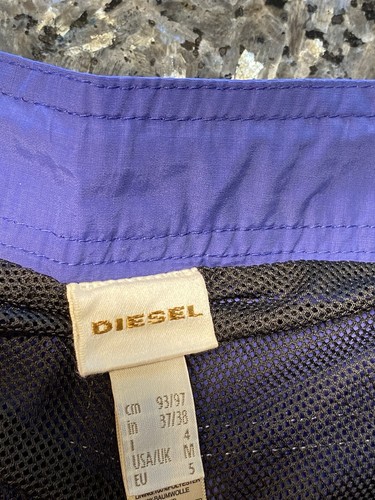 DIESEL
cm 93/97
in 37/38
I 4
USA/UK M
EU 5